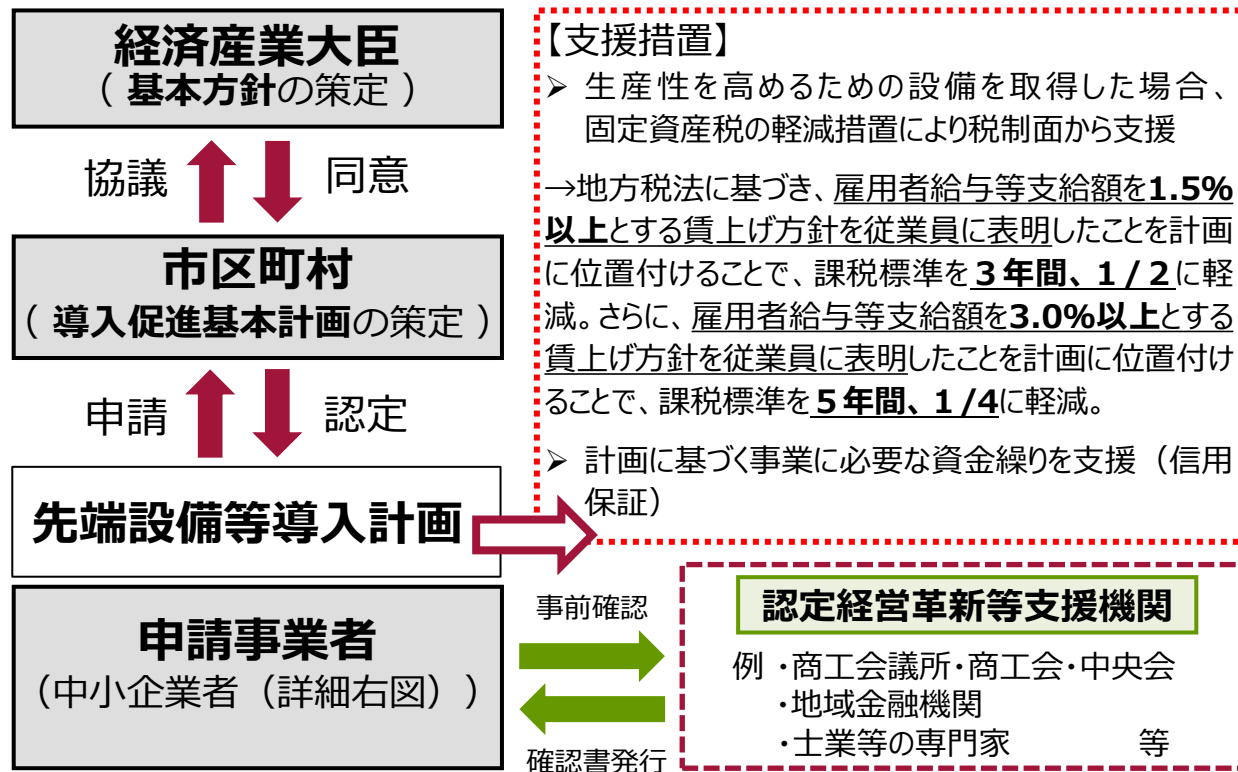 経済産業大臣
（ 基本方針の策定 ）
協議
同意
市区町村
（ 導入促進基本計画の策定 ）
申請
認定
先端設備等導入計画
申請事業者
（中小企業者（詳細右図））
【支援措置】
➢ 生産性を高めるための設備を取得した場合、
固定資産税の軽減措置により税制面から支援
→地方税法に基づき、雇用者給与等支給額を1.5%
以上とする賃上げ方針を従業員に表明したことを計画
に位置付けることで、課税標準を３年間、１/２に軽
減。さらに、雇用者給与等支給額を3.0%以上とする
賃上げ方針を従業員に表明したことを計画に位置付け
ることで、課税標準を５年間、１/4に軽減。
➢ 計画に基づく事業に必要な資金繰りを支援（信用
保証）
事前確認
確認書発行
認定経営革新等支援機関
例 ・商工会議所・商工会・中央会
・地域金融機関
・士業等の専門家 等